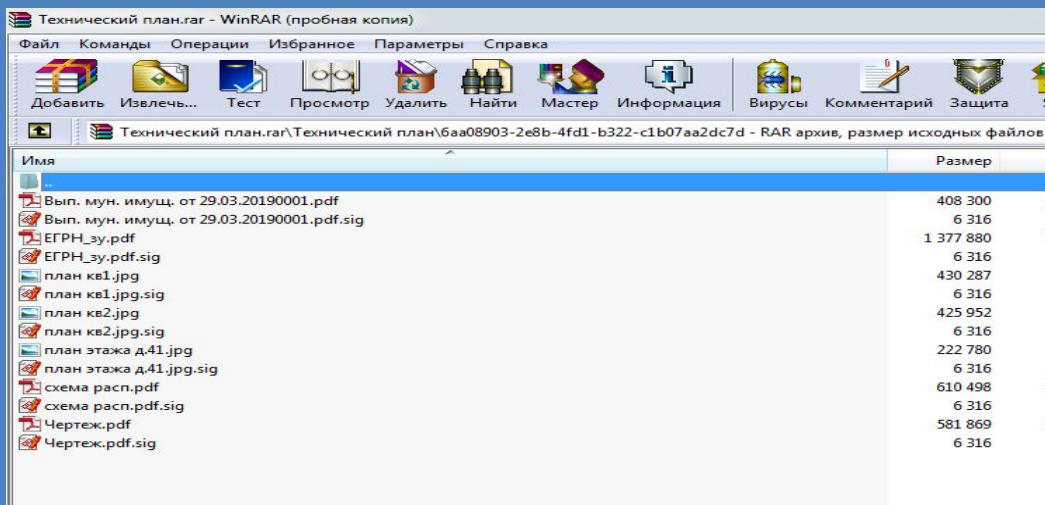 Технический план.rar - WinRAR (пробная копия)
Файл Команды Операции Избранное Параметры Справка
Добавить Извлечь... Тест Просмотр Удалить Найти Мастер Информация Вирусы Комментарий Защита
Технический план.rar\Технический план\6aa08903-2e8b-4fd1-b322-c1b07aa2dc7d - RAR архив, размер исходных файлов
Имя Размер
..
Вып. мун. имущ. от 29.03.20190001.pdf 408 300
Вып. мун. имущ. от 29.03.20190001.pdf.sig 6 316
ЕГРН_зу.pdf 1 377 880
ЕГРН_зу.pdf.sig 6 316
план кв1.jpg 430 287
план кв1.jpg.sig 6 316
план кв2.jpg 425 952
план кв2.jpg.sig 6 316
план этажа д.41.jpg 222 780
план этажа д.41.jpg.sig 6 316
схема расп.pdf 610 498
схема расп.pdf.sig 6 316
Чертеж.pdf 581 869
Чертеж.pdf.sig 6 316